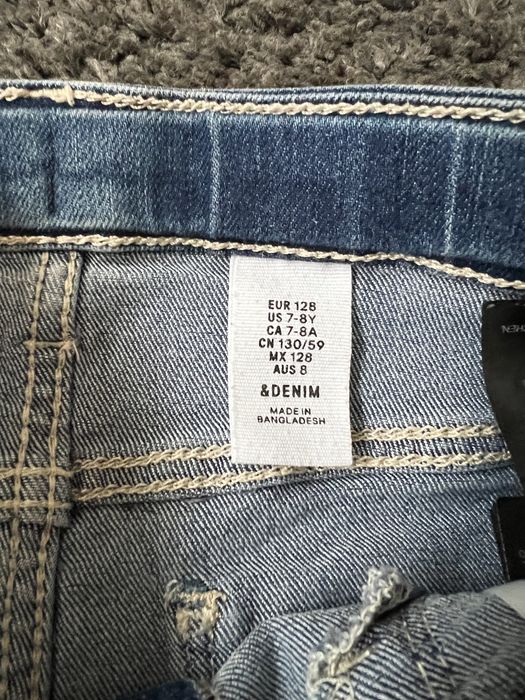 EUR 128
US 7-8Y
CA 7-8A
CN 130/59
MX 128
AUS 8
&DENIM
MADE IN
BANGLADESH